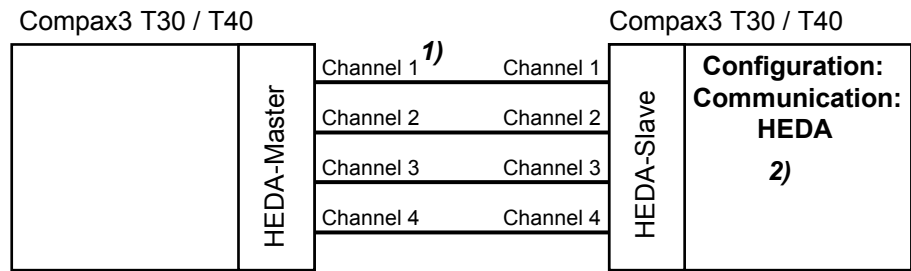 Compax3 T30 / T40
Compax3 T30 / T40
HEDA-Master
Channel 1
1)
Channel 1
Channel 2
Channel 2
Channel 3
Channel 3
Channel 4
Channel 4
HEDA-Slave
Configuration:
Communication:
HEDA
2)